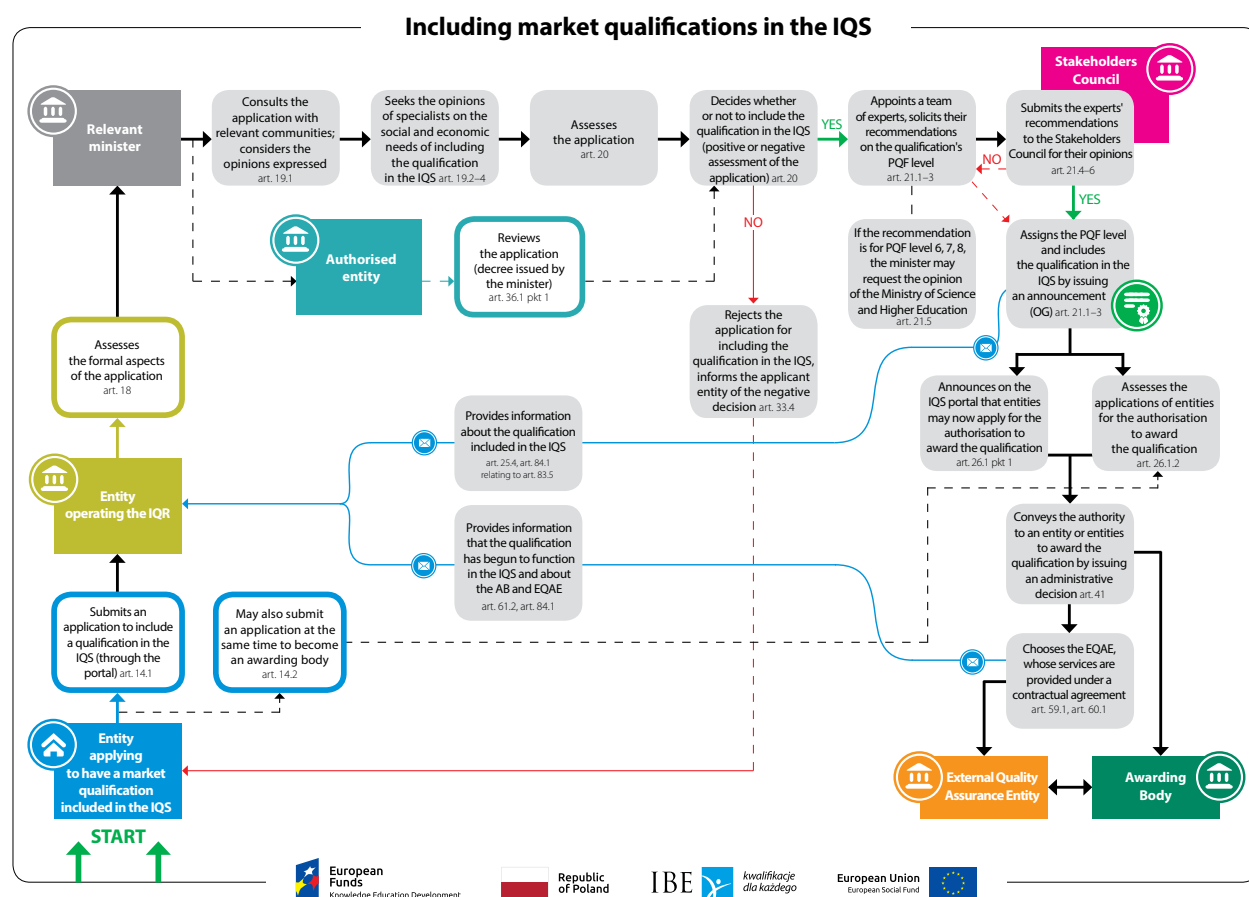 Including market qualifications in the IQS
Stakeholders
Council
Relevant
minister
Consults the
application with
relevant communities;
considers the
opinions expressed
art. 19.1
Seeks the opinions
of specialists on the
social and economic
needs of including
the qualification
in the IQS art. 19.2–4
Assesses
the application
art. 20
Decides whether
or not to include the
qualification in the IQS
(positive or negative
assessment of the
application) art. 20
YES
Appoints a team
of experts, solicits their
recommendations
on the qualification's
PQF level
art. 21.1–3
NO
Submits the experts'
recommendations
to the Stakeholders
Council for their opinions
art. 21.4–6
YES
NO
Authorised
entity
Reviews
the application
(decree issued by
the minister)
art. 36.1 pkt 1
If the recommendation
is for PQF level 6, 7, 8,
the minister may
request the opinion
of the Ministry of Science
and Higher Education
art. 21.5
Assigns the PQF level
and includes
the qualification in the
IQS by issuing
an announcement
(OG) art. 21.1–3
Rejects the
application for
including the
qualification in the IQS,
informs the applicant
entity of the negative
decision art. 33.4
Assesses
the formal aspects
of the application
art. 18
Announces on the
IQS portal that entities
may now apply for the
authorisation to
award the qualification
art. 26.1 pkt 1
Assesses the
applications of entities
for the authorisation
to award
the qualification
art. 26.1.2
Provides information
about the qualification
included in the IQS
art. 25.4, art. 84.1
relating to art. 83.5
Entity
operating the IQR
Provides information
that the qualification
has begun to function
in the IQS and about
the AB and EQAE
art. 61.2, art. 84.1
Conveys the authority
to an entity or entities
to award the
qualification by issuing
an administrative
decision art. 41
Submits an
application to include
a qualification in the
IQS (through the
portal) art. 14.1
May also submit
an application at the
same time to become
an awarding body
art. 14.2
Chooses the EQAE,
whose services are
provided under a
contractual agreement
art. 59.1, art. 60.1
Entity
applying
to have a market
qualification
included in the IQS
External Quality
Assurance Entity
Awarding
Body
START
European
Funds
Knowledge Education Development
Republic
of Poland
IBE
kwalifikacje
dla każdego
European Union
European Social Fund